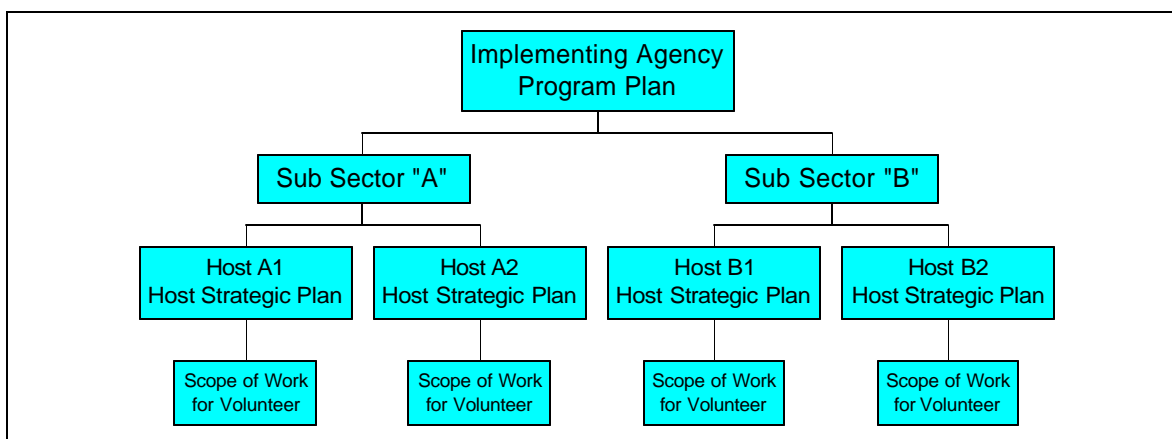 Implementing Agency
Program Plan
Sub Sector "A"
Sub Sector "B"
Host A1
Host Strategic Plan
Host A2
Host Strategic Plan
Host B1
Host Strategic Plan
Host B2
Host Strategic Plan
Scope of Work
for Volunteer
Scope of Work
for Volunteer
Scope of Work
for Volunteer
Scope of Work
for Volunteer